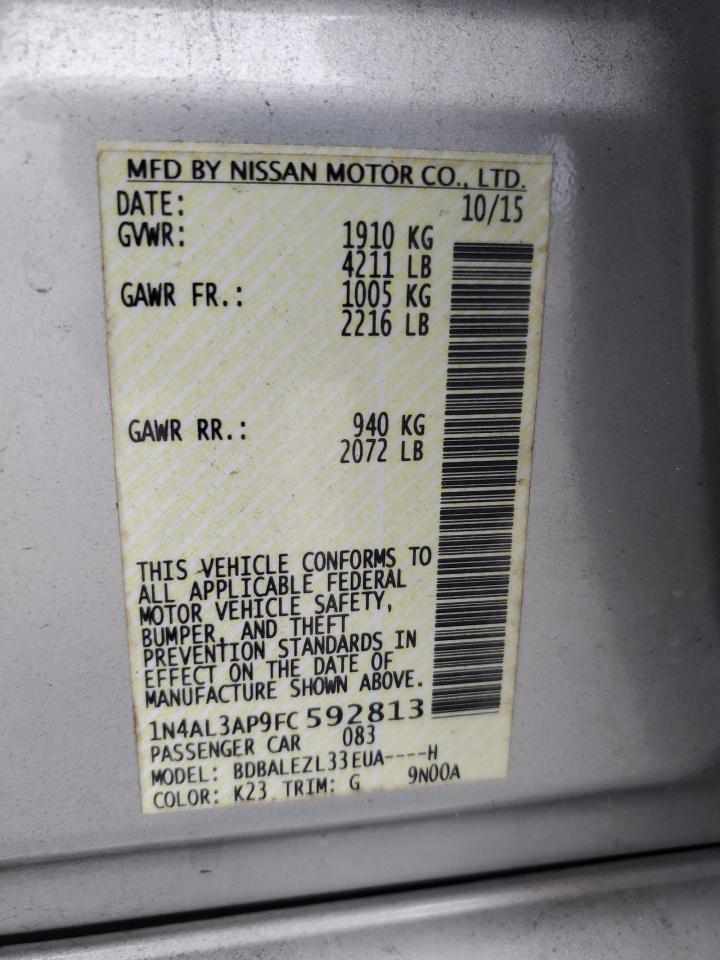 MFD BY NISSAN MOTOR CO., LTD.
DATE: 10/15
GVWR: 1910 KG
4211 LB
GAWR FR.: 1005 KG
2216 LB
GAWR RR.: 940 KG
2072 LB
THIS VEHICLE CONFORMS TO
ALL APPLICABLE FEDERAL
MOTOR VEHICLE SAFETY,
BUMPER, AND THEFT
PREVENTION STANDARDS IN
EFFECT ON THE DATE OF
MANUFACTURE SHOWN ABOVE.
1N4AL3AP9FC592813
PASSENGER CAR 083
MODEL: BDBALEZL33EUA----H
COLOR: K23 TRIM: G 9N00A